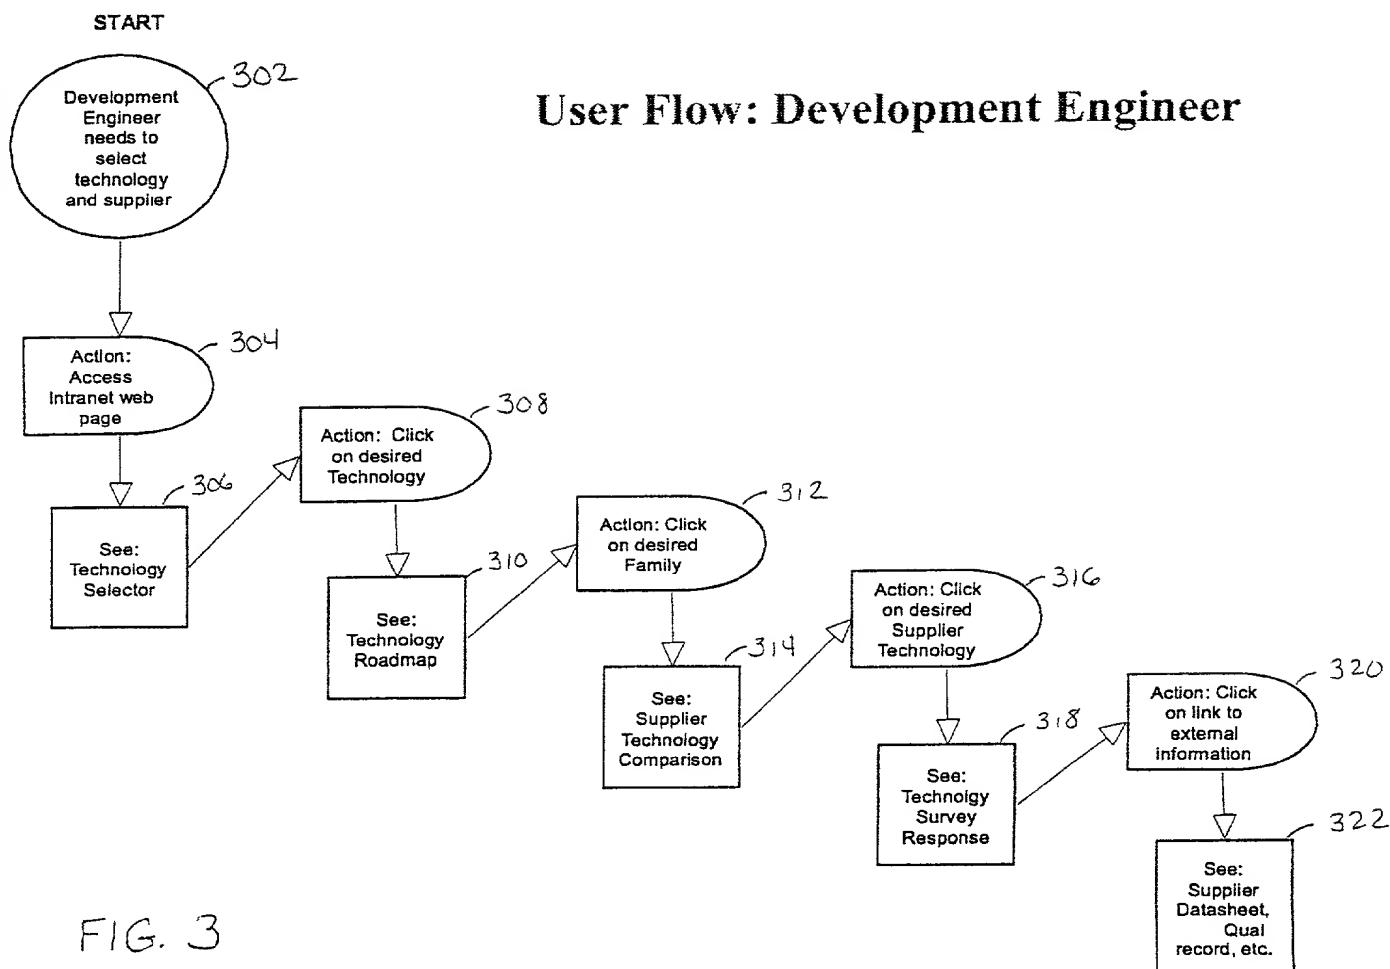 START
302
Development
Engineer
needs to
select
technology
and supplier
User Flow: Development Engineer
304
Action:
Access
Intranet web
page
306
See:
Technology
Selector
308
Action: Click
on desired
Technology
310
See:
Technology
Roadmap
312
Action: Click
on desired
Family
314
See:
Supplier
Technology
Comparison
316
Action: Click
on desired
Supplier
Technology
318
See:
Technolgy
Survey
Response
320
Action: Click
on link to
external
information
322
See:
Supplier
Datasheet,
Qual
record, etc.
FIG. 3